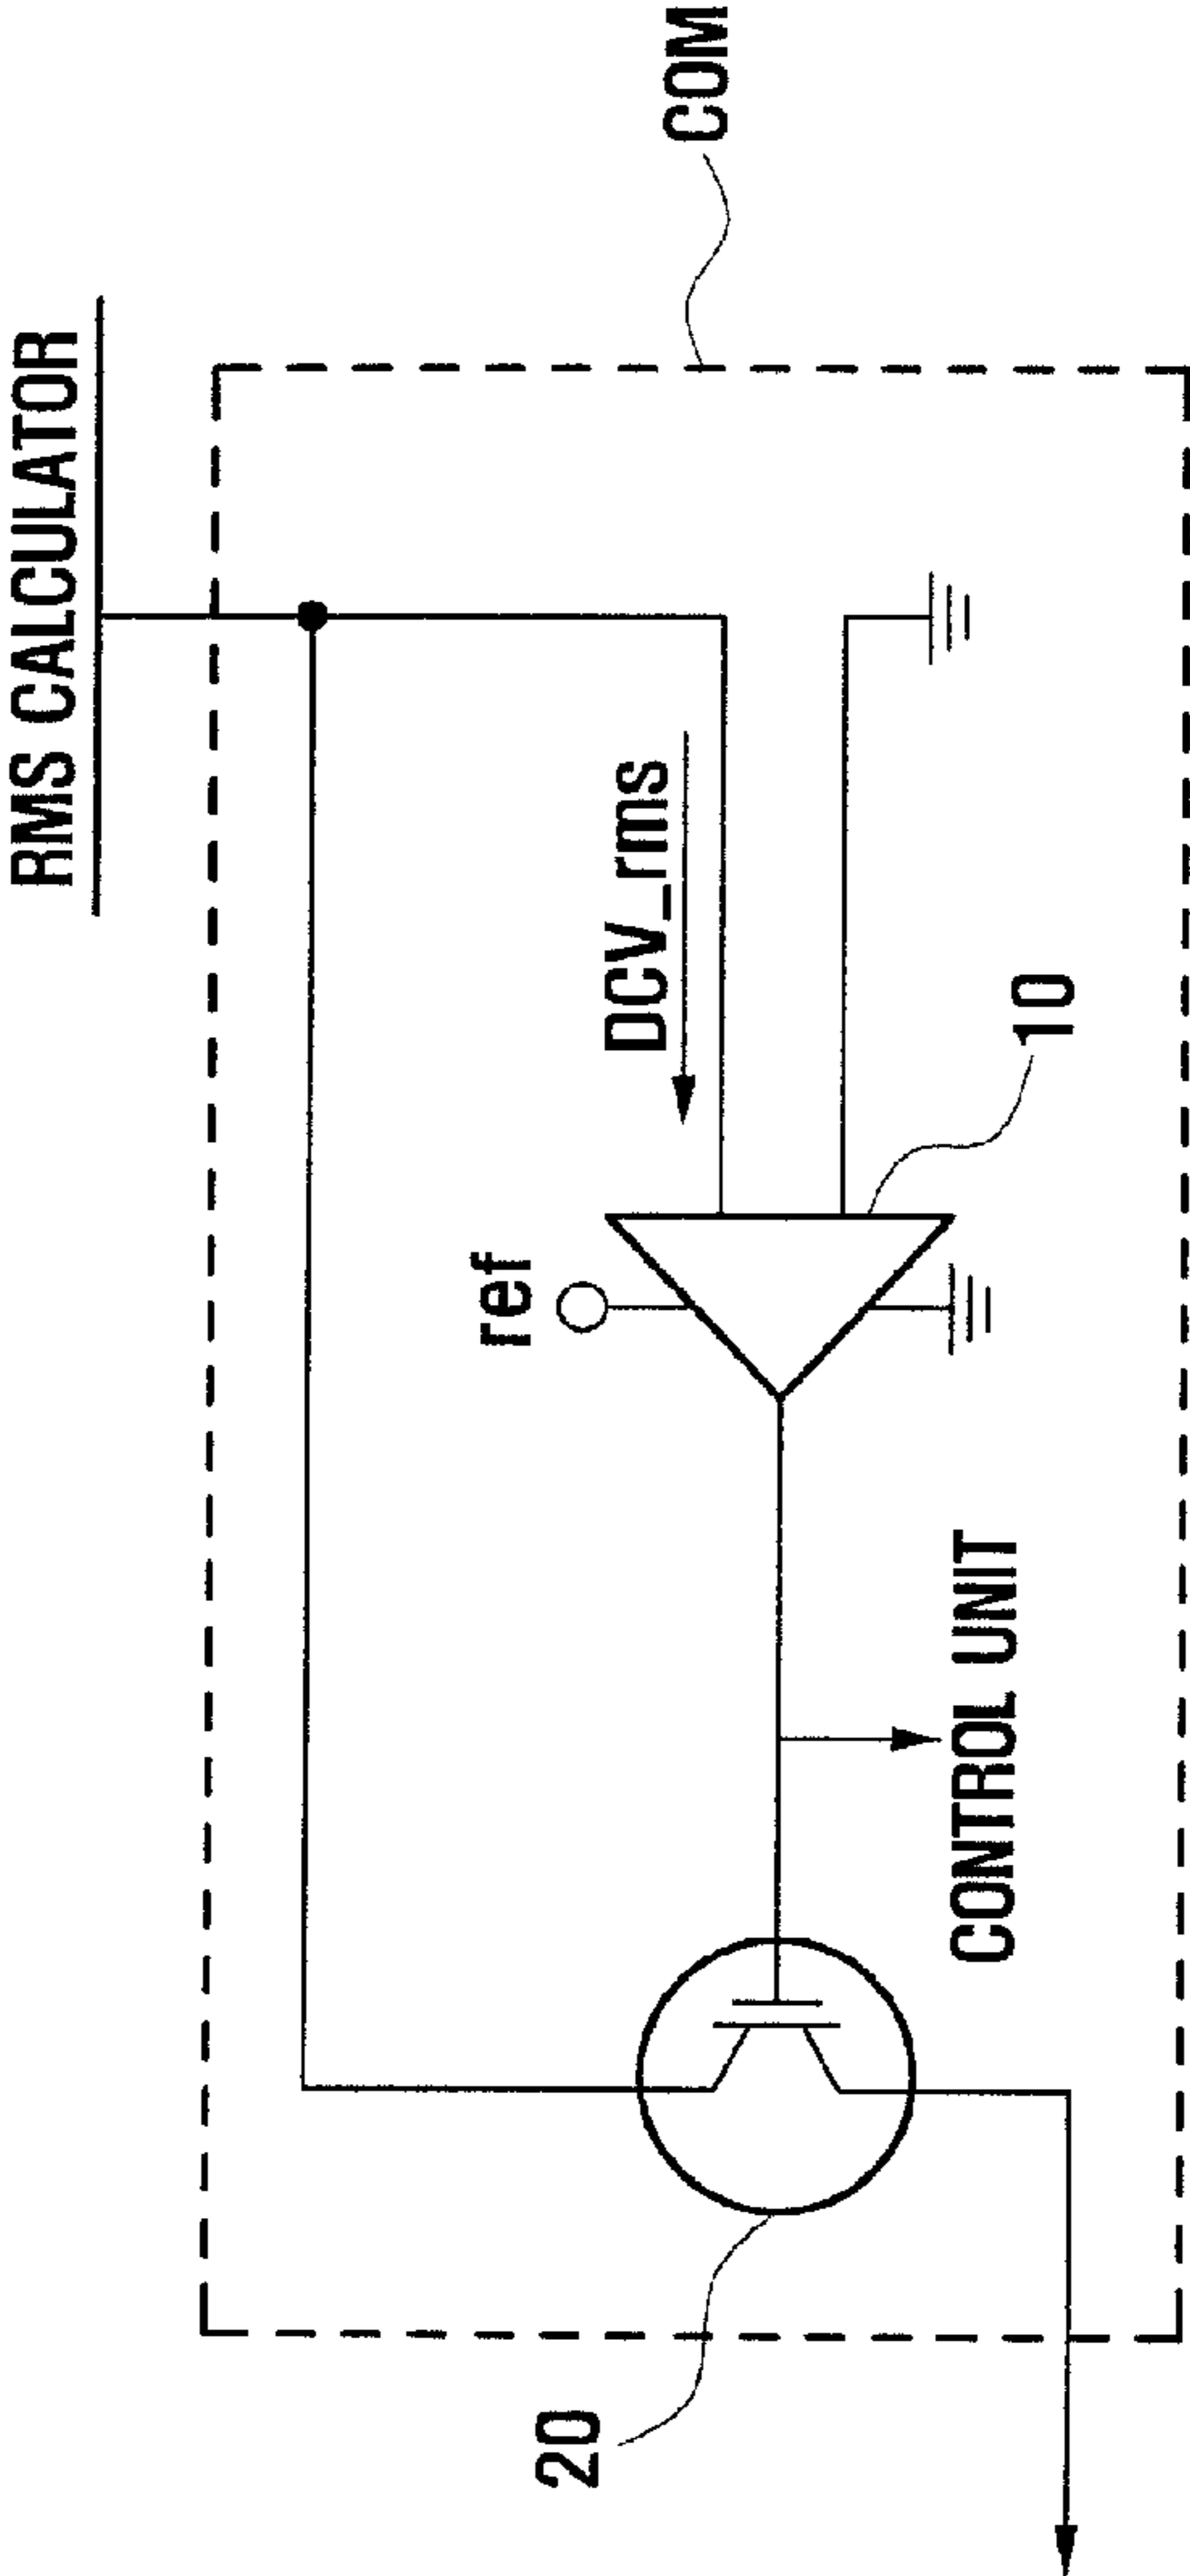 RMS CALCULATOR
COM
DCV_rms
ref
10
CONTROL UNIT
20